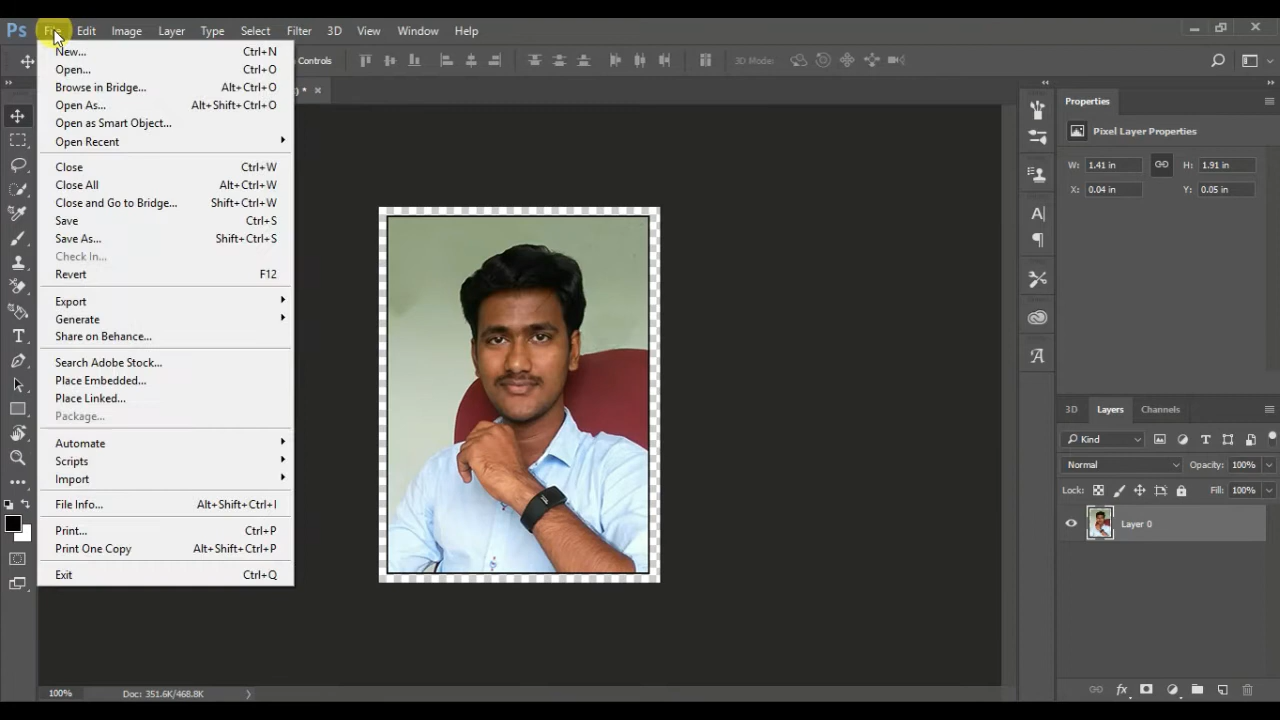 Ps File Edit Image Layer Type Select Filter 3D View Window Help
Controls 3D Mode:
) * ×
New... Ctrl+N
Open... Ctrl+O
Browse in Bridge... Alt+Ctrl+O
Open As... Alt+Shift+Ctrl+O
Open as Smart Object...
Open Recent
Close Ctrl+W
Close All Alt+Ctrl+W
Close and Go to Bridge... Shift+Ctrl+W
Save Ctrl+S
Save As... Shift+Ctrl+S
Check In...
Revert F12
Export
Generate
Share on Behance...
Search Adobe Stock...
Place Embedded...
Place Linked...
Package...
Automate
Scripts
Import
File Info... Alt+Shift+Ctrl+I
Print... Ctrl+P
Print One Copy Alt+Shift+Ctrl+P
Exit Ctrl+Q
Properties
Pixel Layer Properties
W: 1.41 in H: 1.91 in
X: 0.04 in Y: 0.05 in
3D Layers Channels
Kind
Normal Opacity: 100%
Lock: Fill: 100%
Layer 0
100% Doc: 351.6K/468.8K